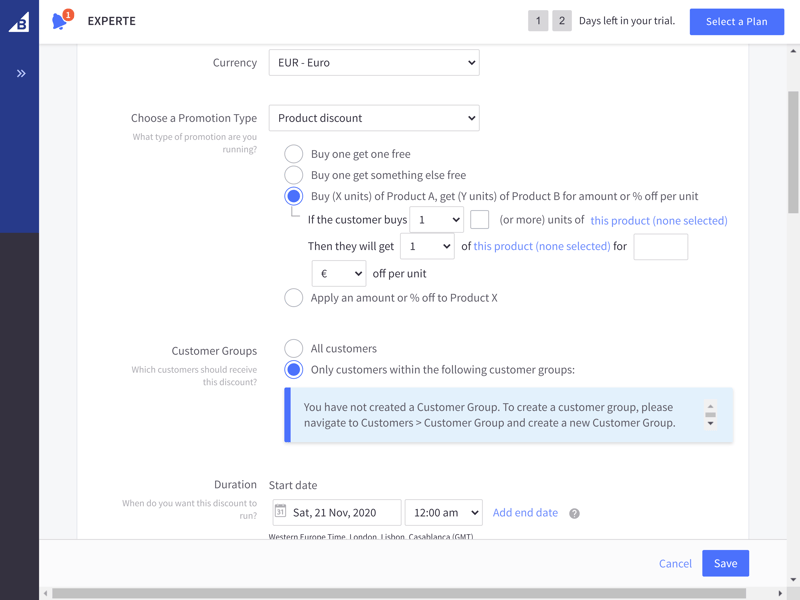 B
1
EXPERTE
1 2 Days left in your trial.
Select a Plan
Currency
EUR - Euro
Choose a Promotion Type
What type of promotion are you
running?
Product discount
Buy one get one free
Buy one get something else free
Buy (X units) of Product A, get (Y units) of Product B for amount or % off per unit
If the customer buys 1 (or more) units of this product (none selected)
Then they will get 1 of this product (none selected) for
€ off per unit
Apply an amount or % off to Product X
Customer Groups
Which customers should receive
this discount?
All customers
Only customers within the following customer groups:
You have not created a Customer Group. To create a customer group, please
navigate to Customers > Customer Group and create a new Customer Group.
Duration
When do you want this discount to
run?
Start date
31 Sat, 21 Nov, 2020 12:00 am Add end date ?
Western Europe Time, London, Lisbon, Casablanca (GMT)
Cancel Save